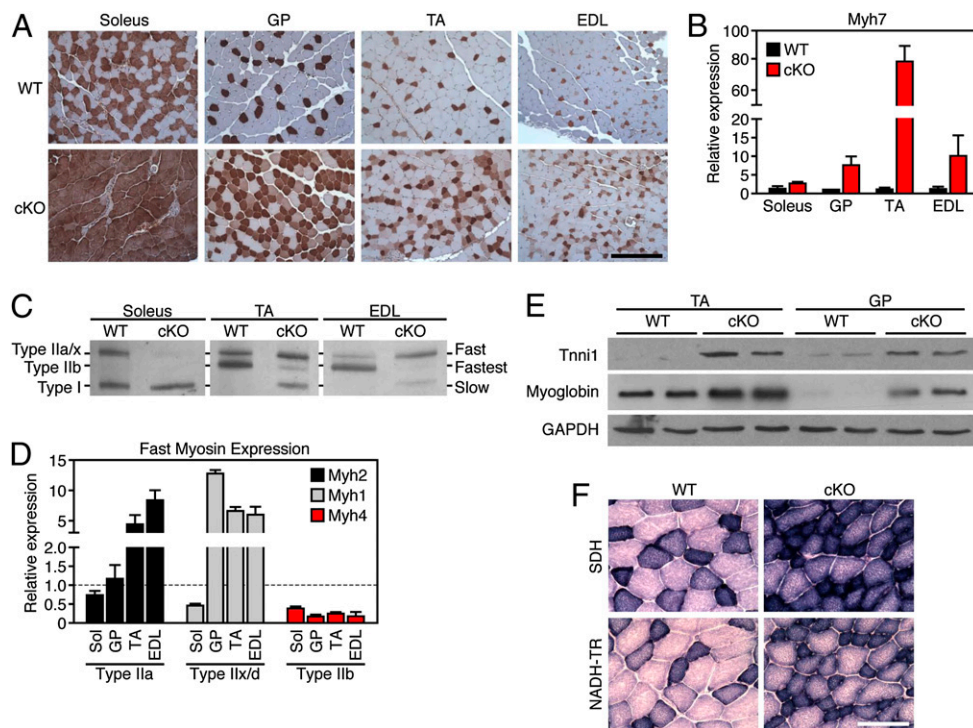 A
Soleus GP TA EDL
WT
cKO
B
Myh7
WT
cKO
Relative expression
100
80
60
20
15
10
5
0
Soleus GP TA EDL
C
Soleus TA EDL
WT cKO WT cKO WT cKO
Type IIa/x Fast
Type IIb Fastest
Type I Slow
D
Fast Myosin Expression
Myh2
Myh1
Myh4
Relative expression
15
10
5
2.0
1.5
1.0
0.5
0
Sol GP TA EDL Sol GP TA EDL Sol GP TA EDL
Type IIa Type IIx/d Type IIb
E
TA GP
WT cKO WT cKO
Tnni1
Myoglobin
GAPDH
F
WT cKO
SDH
NADH-TR